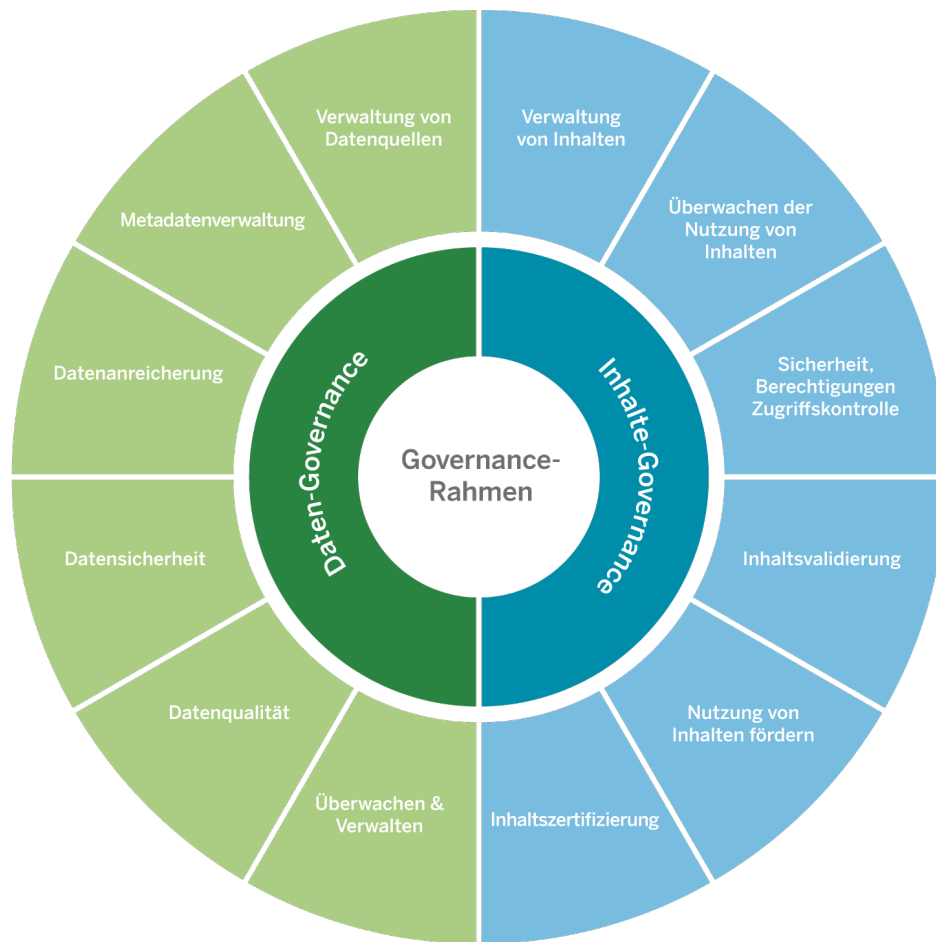 Verwaltung von
Datenquellen
Verwaltung
von Inhalten
Überwachen der
Nutzung von
Inhalten
Metadatenverwaltung
Datenanreicherung
Sicherheit,
Berechtigungen
Zugriffskontrolle
Daten-Governance
Governance-
Rahmen
Inhalte-Governance
Datensicherheit
Inhaltsvalidierung
Datenqualität
Nutzung von
Inhalten fördern
Überwachen &
Verwalten
Inhaltszertifizierung